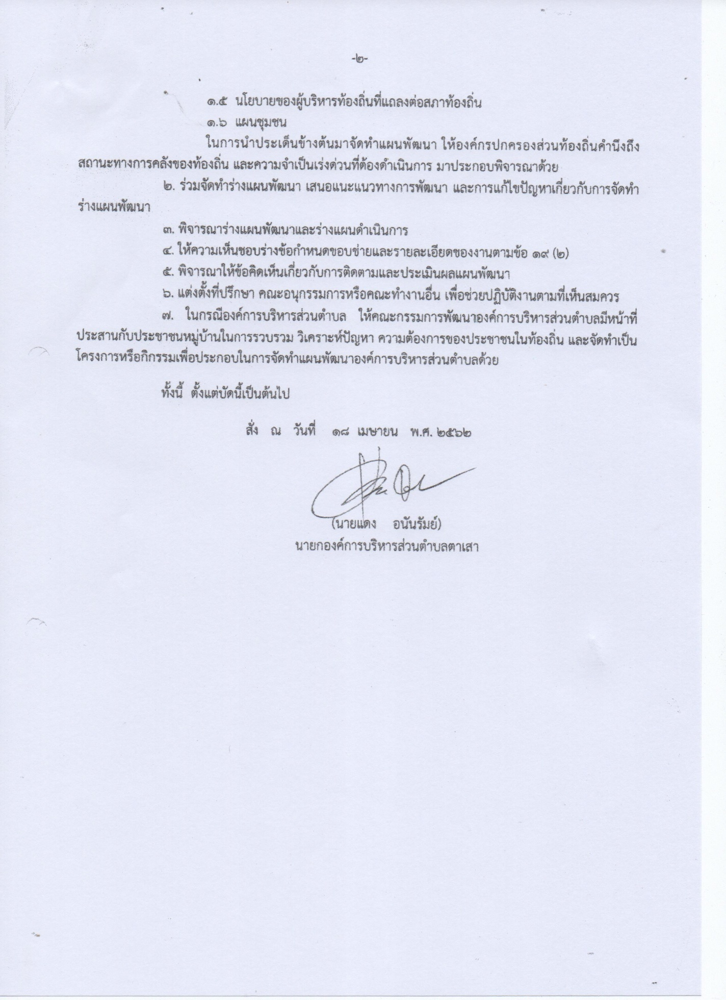 -๒-
๑.๕ นโยบายของผู้บริหารท้องถิ่นที่แถลงต่อสภาท้องถิ่น
๑.๖ แผนชุมชน
ในการนำประเด็นข้างต้นมาจัดทำแผนพัฒนา ให้องค์กรปกครองส่วนท้องถิ่นคำนึงถึง
สถานะทางการคลังของท้องถิ่น และความจำเป็นเร่งด่วนที่ต้องดำเนินการ มาประกอบพิจารณาด้วย
๒. ร่วมจัดทำร่างแผนพัฒนา เสนอแนะแนวทางการพัฒนา และการแก้ไขปัญหาเกี่ยวกับการจัดทำ
ร่างแผนพัฒนา
๓. พิจารณาร่างแผนพัฒนาและร่างแผนดำเนินการ
๔. ให้ความเห็นชอบร่างข้อกำหนดขอบข่ายและรายละเอียดของงานตามข้อ ๑๙ (๒)
๕. พิจารณาให้ข้อคิดเห็นเกี่ยวกับการติดตามและประเมินผลแผนพัฒนา
๖. แต่งตั้งที่ปรึกษา คณะอนุกรรมการหรือคณะทำงานอื่น เพื่อช่วยปฏิบัติงานตามที่เห็นสมควร
๗. ในกรณีองค์การบริหารส่วนตำบล ให้คณะกรรมการพัฒนาองค์การบริหารส่วนตำบลมีหน้าที่
ประสานกับประชาชนหมู่บ้านในการรวบรวม วิเคราะห์ปัญหา ความต้องการของประชาชนในท้องถิ่น และจัดทำเป็น
โครงการหรือกิกรรมเพื่อประกอบในการจัดทำแผนพัฒนาองค์การบริหารส่วนตำบลด้วย
ทั้งนี้ ตั้งแต่บัดนี้เป็นต้นไป
สั่ง ณ วันที่ ๑๘ เมษายน พ.ศ. ๒๕๖๒
(นายแดง อนันรัมย์)
นายกองค์การบริหารส่วนตำบลตาเสา